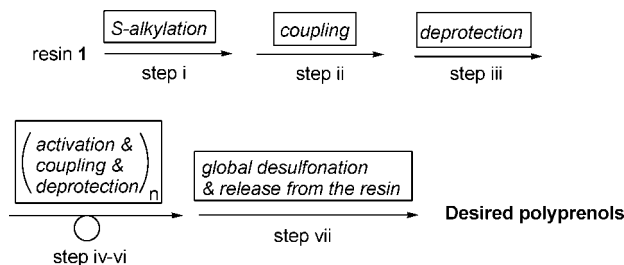 S-alkylation
coupling
deprotection
resin 1
step i
step ii
step iii
activation &
coupling &
deprotection
n
global desulfonation
& release from the resin
Desired polyprenols
step iv-vi
step vii